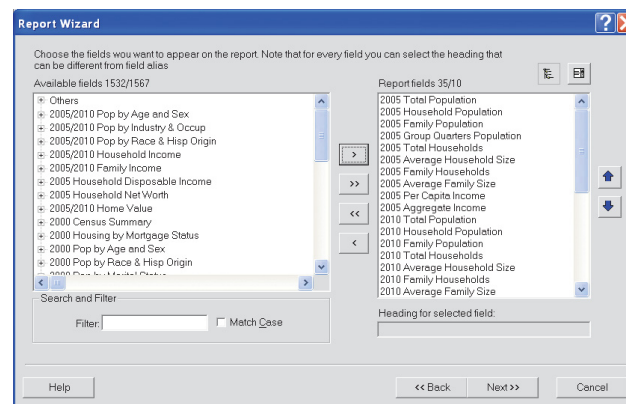 Report Wizard
Choose the fields wou want to appear on the report. Note that for every field you can select the heading that
can be different from field alias
Available fields 1532/1567
Others
2005/2010 Pop by Age and Sex
2005/2010 Pop by Industry & Occup
2005/2010 Pop by Race & Hisp Origin
2005/2010 Household Income
2005/2010 Family Income
2005 Household Disposable Income
2005 Household Net Worth
2005/2010 Home Value
2000 Census Summary
2000 Housing by Mortgage Status
2000 Pop by Age and Sex
2000 Pop by Race & Hisp Origin
2000 Pop by Marital Status
>
>>
<<
<
Report fields 35/10
2005 Total Population
2005 Household Population
2005 Family Population
2005 Group Quarters Population
2005 Total Households
2005 Average Household Size
2005 Family Households
2005 Average Family Size
2005 Per Capita Income
2005 Aggregate Income
2010 Total Population
2010 Household Population
2010 Family Population
2010 Total Households
2010 Average Household Size
2010 Family Households
2010 Average Family Size
Search and Filter
Filter:
Match Case
Heading for selected field:
Help
<< Back
Next >>
Cancel